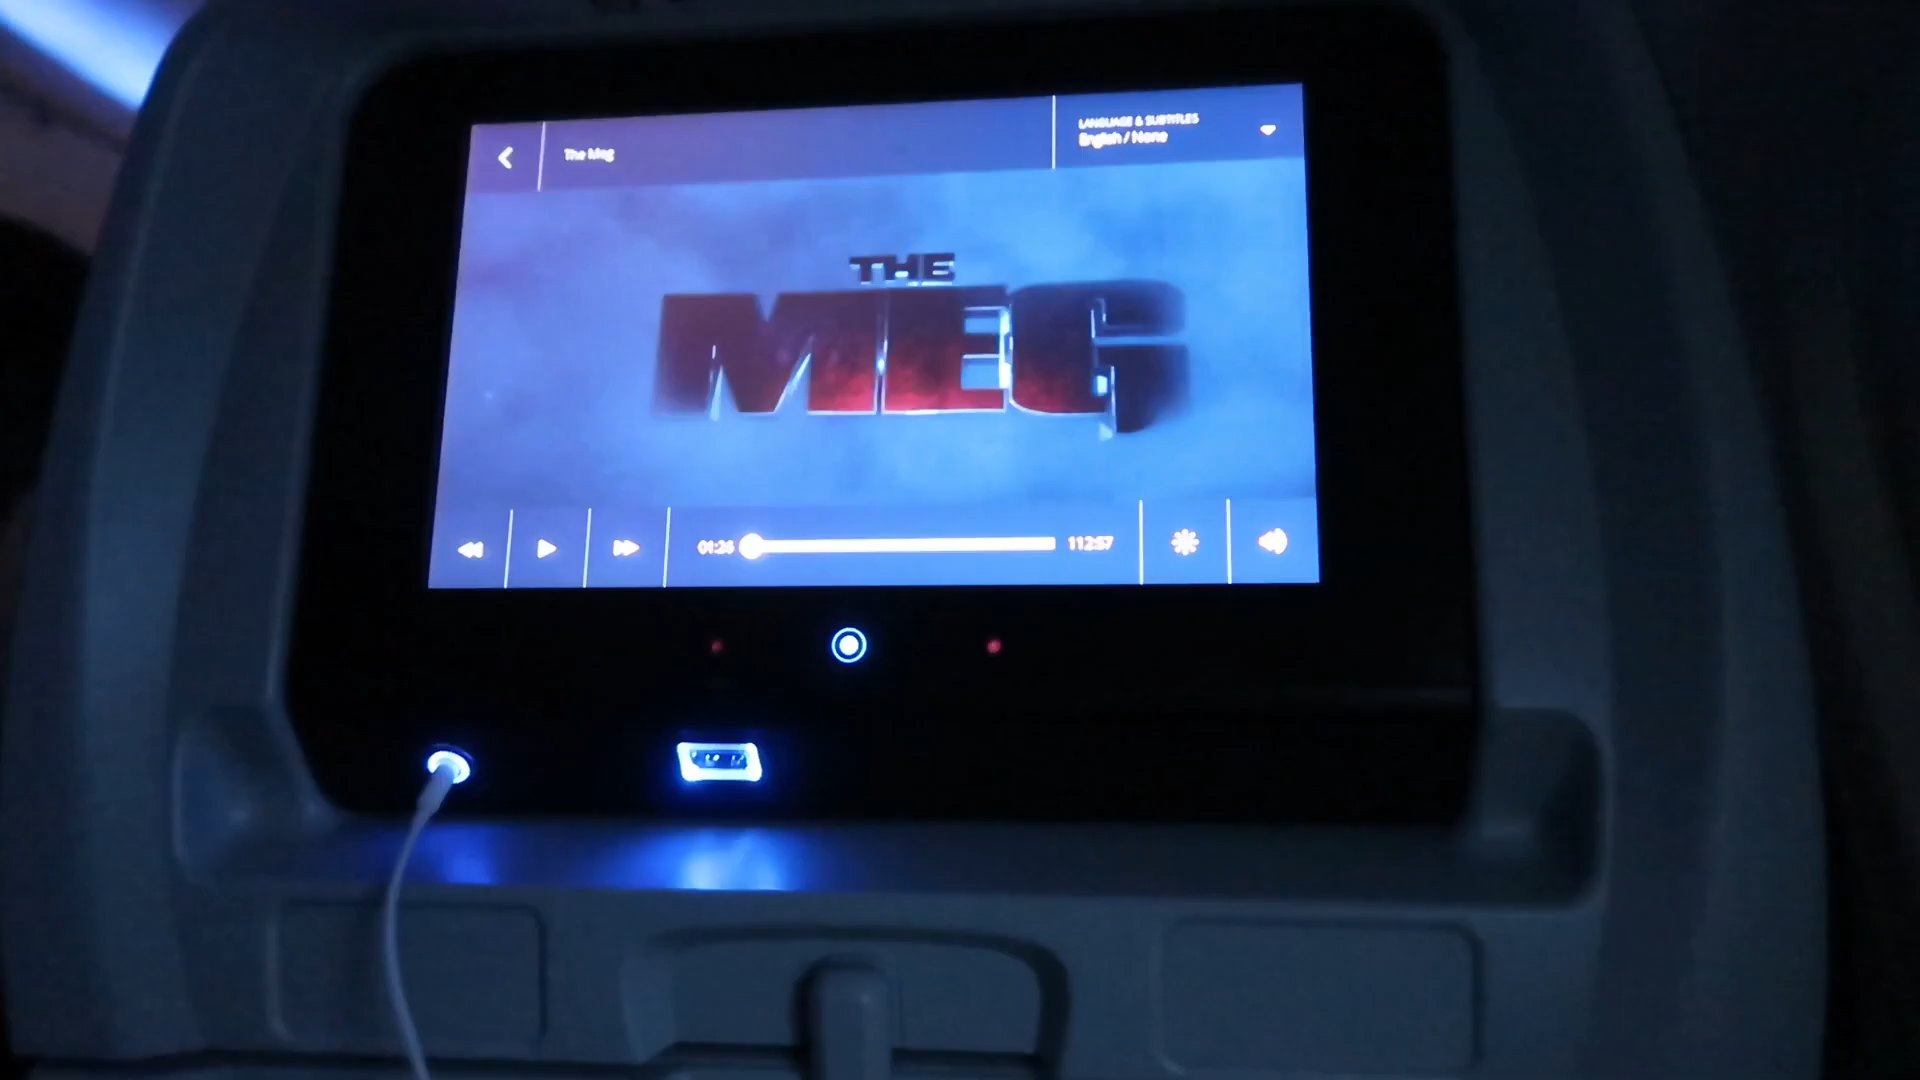 The Meg
LANGUAGE & SUBTITLES
English / None
THE
MEG
01:26
112:57